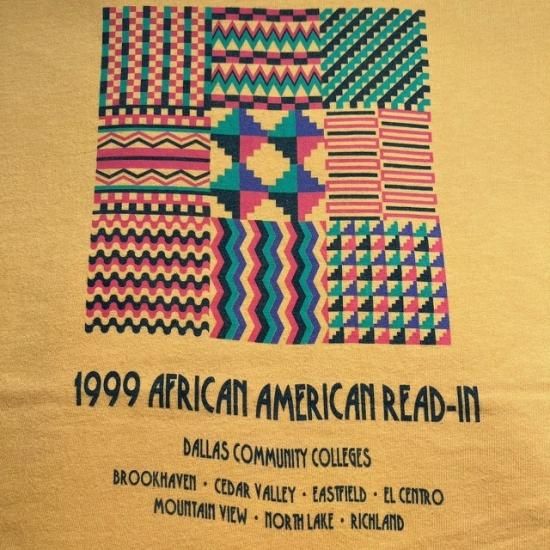 1999 AFRICAN AMERICAN READ-IN
DALLAS COMMUNITY COLLEGES
BROOKHAVEN · CEDAR VALLEY · EASTFIELD · EL CENTRO
MOUNTAIN VIEW · NORTH LAKE · RICHLAND